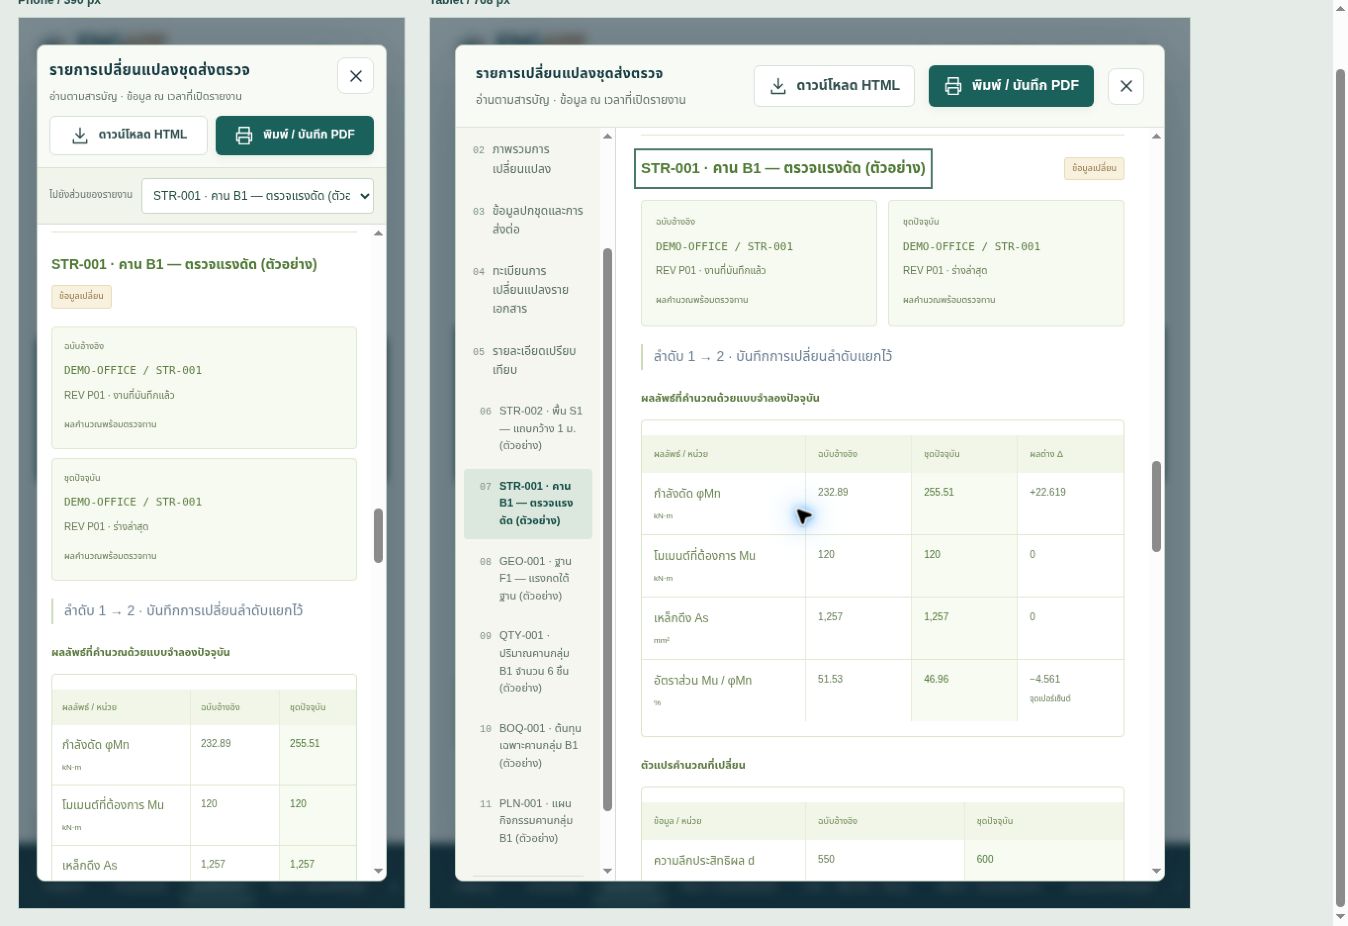 Phone / 390 px
รายการเปลี่ยนแปลงชุดส่งตรวจ
อ่านตามสารบัญ · ข้อมูล ณ เวลาที่เปิดรายงาน
ดาวน์โหลด HTML
พิมพ์ / บันทึก PDF
ไปยังส่วนของรายงาน
STR-001 · คาน B1 — ตรวจแรงดัด (ตัวอ
STR-001 · คาน B1 — ตรวจแรงดัด (ตัวอย่าง)
ข้อมูลเปลี่ยน
ฉบับอ้างอิง
DEMO-OFFICE / STR-001
REV P01 · งานที่บันทึกแล้ว
ผลคำนวณพร้อมตรวจทาน
ชุดปัจจุบัน
DEMO-OFFICE / STR-001
REV P01 · ร่างล่าสุด
ผลคำนวณพร้อมตรวจทาน
ลำดับ 1 → 2 · บันทึกการเปลี่ยนลำดับแยกไว้
ผลลัพธ์ที่คำนวณด้วยแบบจำลองปัจจุบัน
ผลลัพธ์ / หน่วย ฉบับอ้างอิง ชุดปัจจุบัน
กำลังดัด φMn 232.89 255.51
kN·m
โมเมนต์ที่ต้องการ Mu 120 120
kN·m
เหล็กดึง As 1,257 1,257
Tablet / 768 px
รายการเปลี่ยนแปลงชุดส่งตรวจ
อ่านตามสารบัญ · ข้อมูล ณ เวลาที่เปิดรายงาน
ดาวน์โหลด HTML
พิมพ์ / บันทึก PDF
02 ภาพรวมการ
เปลี่ยนแปลง
03 ข้อมูลปกชุดและการ
ส่งต่อ
04 ทะเบียนการ
เปลี่ยนแปลงราย
เอกสาร
05 รายละเอียดเปรียบ
เทียบ
06 STR-002 · พื้น S1
— แถบกว้าง 1 ม.
(ตัวอย่าง)
07 STR-001 · คาน
B1 — ตรวจแรง
ดัด (ตัวอย่าง)
08 GEO-001 · ฐาน
F1 — แรงกดใต้
ฐาน (ตัวอย่าง)
09 QTY-001 ·
ปริมาณคานกลุ่ม
B1 จำนวน 6 ชิ้น
(ตัวอย่าง)
10 BOQ-001 · ต้นทุน
เฉพาะคานกลุ่ม B1
(ตัวอย่าง)
11 PLN-001 · แผน
กิจกรรมคานกลุ่ม
B1 (ตัวอย่าง)
STR-001 · คาน B1 — ตรวจแรงดัด (ตัวอย่าง)
ข้อมูลเปลี่ยน
ฉบับอ้างอิง
DEMO-OFFICE / STR-001
REV P01 · งานที่บันทึกแล้ว
ผลคำนวณพร้อมตรวจทาน
ชุดปัจจุบัน
DEMO-OFFICE / STR-001
REV P01 · ร่างล่าสุด
ผลคำนวณพร้อมตรวจทาน
ลำดับ 1 → 2 · บันทึกการเปลี่ยนลำดับแยกไว้
ผลลัพธ์ที่คำนวณด้วยแบบจำลองปัจจุบัน
ผลลัพธ์ / หน่วย ฉบับอ้างอิง ชุดปัจจุบัน ผลต่าง Δ
กำลังดัด φMn 232.89 255.51 +22.619
kN·m
โมเมนต์ที่ต้องการ Mu 120 120 0
kN·m
เหล็กดึง As 1,257 1,257 0
mm²
อัตราส่วน Mu / φMn 51.53 46.96 −4.561
% จุดเปอร์เซ็นต์
ตัวแปรคำนวณที่เปลี่ยน
ข้อมูล / หน่วย ฉบับอ้างอิง ชุดปัจจุบัน
ความลึกประสิทธิผล d 550 600